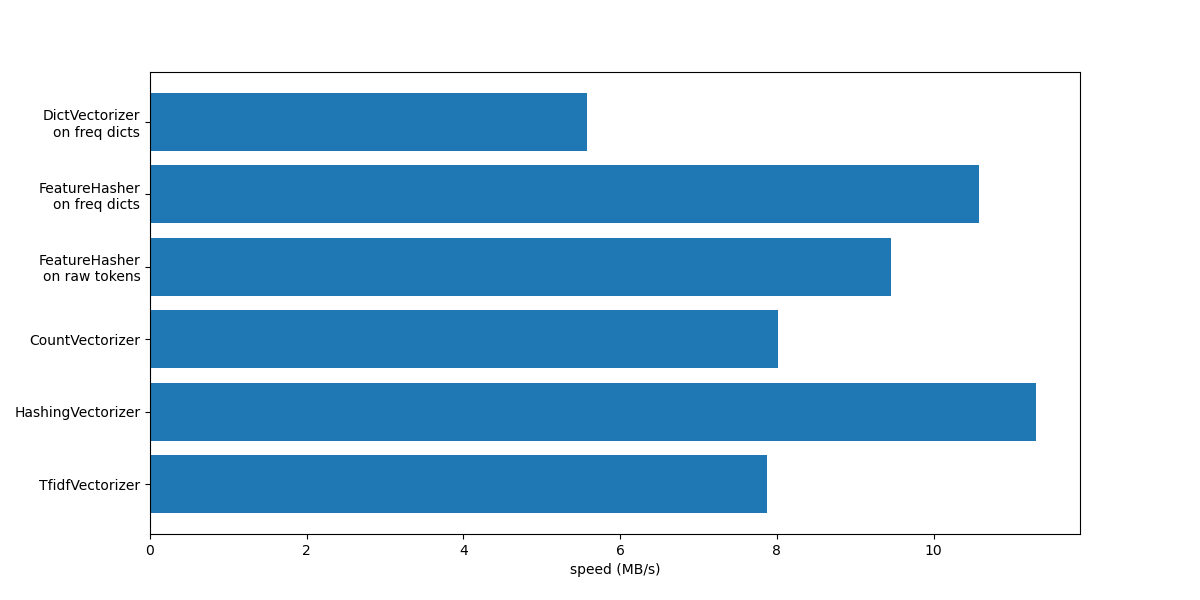 DictVectorizer
on freq dicts
FeatureHasher
on freq dicts
FeatureHasher
on raw tokens
CountVectorizer
HashingVectorizer
TfidfVectorizer
0 2 4 6 8 10
speed (MB/s)